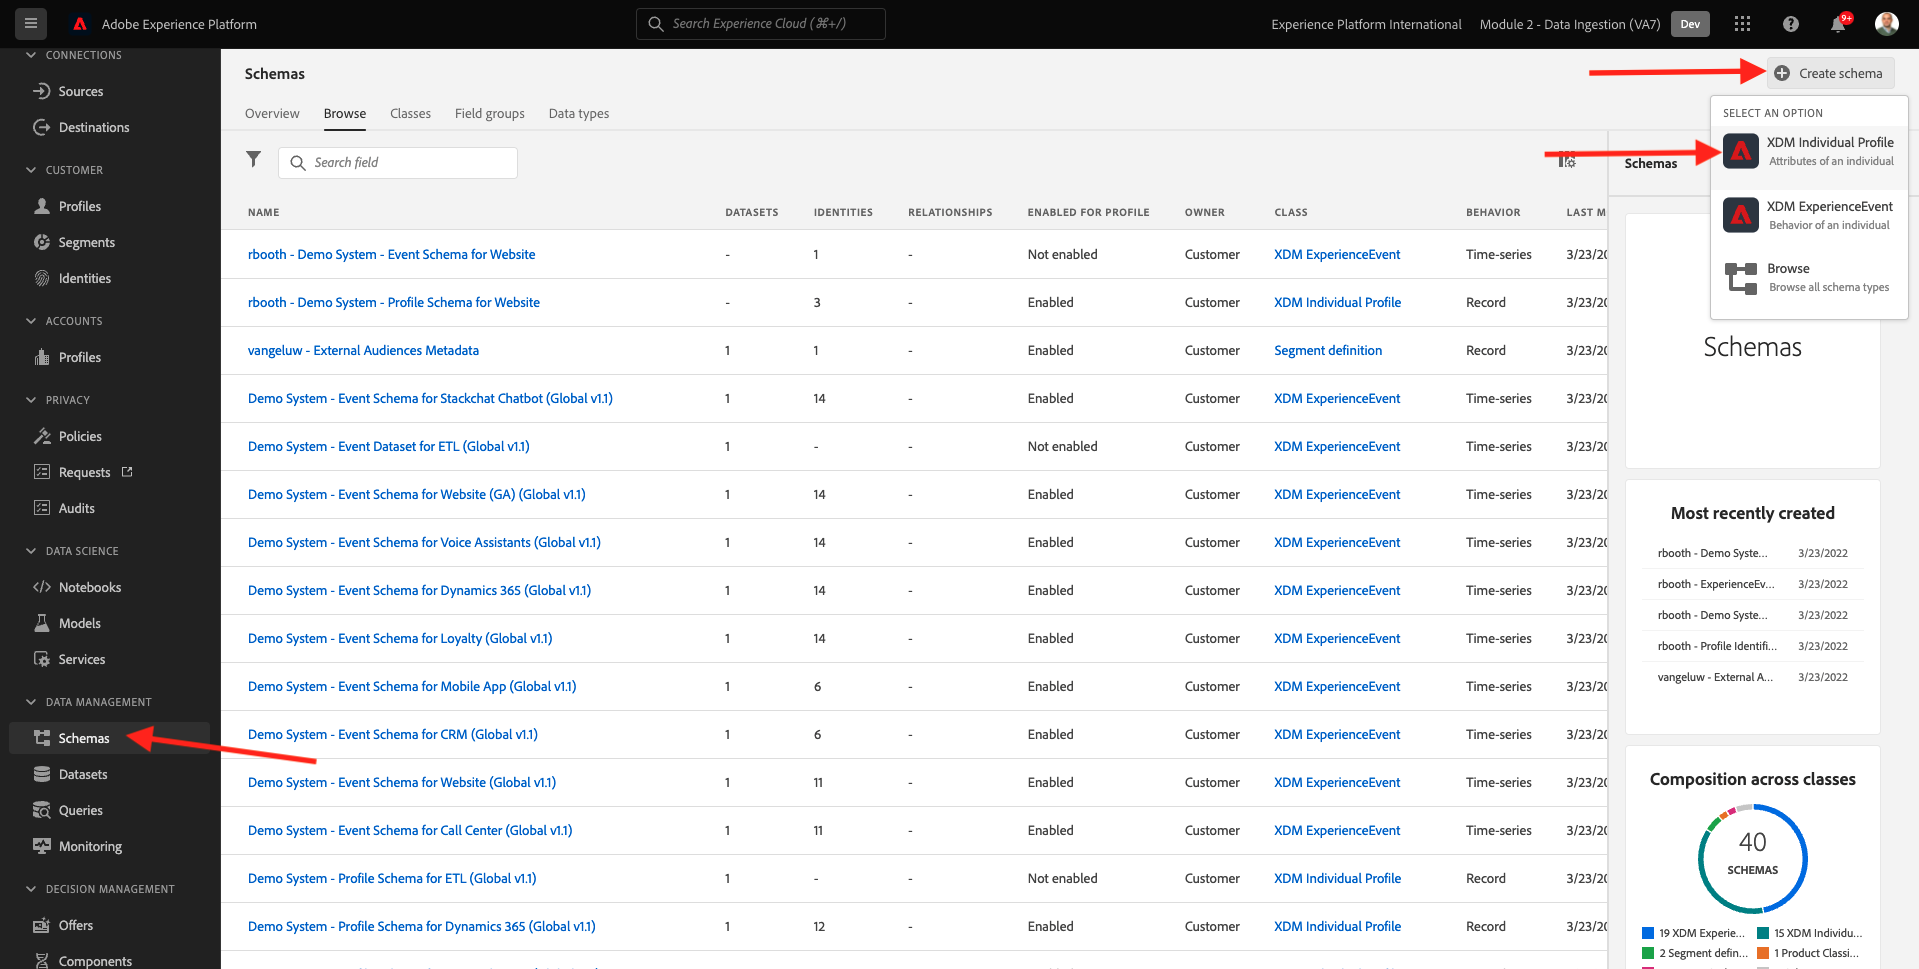 Adobe Experience Platform
Search Experience Cloud (⌘+/)
Experience Platform International
Module 2 - Data Ingestion (VA7)
Dev
9+
CONNECTIONS
Sources
Destinations
CUSTOMER
Profiles
Segments
Identities
ACCOUNTS
Profiles
PRIVACY
Policies
Requests
Audits
DATA SCIENCE
Notebooks
Models
Services
DATA MANAGEMENT
Schemas
Datasets
Queries
Monitoring
DECISION MANAGEMENT
Offers
Components
Schemas
Create schema
Overview Browse Classes Field groups Data types
Search field
NAME DATASETS IDENTITIES RELATIONSHIPS ENABLED FOR PROFILE OWNER CLASS BEHAVIOR LAST M
rbooth - Demo System - Event Schema for Website - 1 - Not enabled Customer XDM ExperienceEvent Time-series 3/23/20
rbooth - Demo System - Profile Schema for Website - 3 - Enabled Customer XDM Individual Profile Record 3/23/20
vangeluw - External Audiences Metadata 1 1 - Enabled Customer Segment definition Record 3/23/20
Demo System - Event Schema for Stackchat Chatbot (Global v1.1) 1 14 - Enabled Customer XDM ExperienceEvent Time-series 3/23/20
Demo System - Event Dataset for ETL (Global v1.1) 1 - - Not enabled Customer XDM ExperienceEvent Time-series 3/23/20
Demo System - Event Schema for Website (GA) (Global v1.1) 1 14 - Enabled Customer XDM ExperienceEvent Time-series 3/23/20
Demo System - Event Schema for Voice Assistants (Global v1.1) 1 14 - Enabled Customer XDM ExperienceEvent Time-series 3/23/20
Demo System - Event Schema for Dynamics 365 (Global v1.1) 1 14 - Enabled Customer XDM ExperienceEvent Time-series 3/23/20
Demo System - Event Schema for Loyalty (Global v1.1) 1 14 - Enabled Customer XDM ExperienceEvent Time-series 3/23/20
Demo System - Event Schema for Mobile App (Global v1.1) 1 6 - Enabled Customer XDM ExperienceEvent Time-series 3/23/20
Demo System - Event Schema for CRM (Global v1.1) 1 6 - Enabled Customer XDM ExperienceEvent Time-series 3/23/20
Demo System - Event Schema for Website (Global v1.1) 1 11 - Enabled Customer XDM ExperienceEvent Time-series 3/23/20
Demo System - Event Schema for Call Center (Global v1.1) 1 11 - Enabled Customer XDM ExperienceEvent Time-series 3/23/20
Demo System - Profile Schema for ETL (Global v1.1) 1 - - Not enabled Customer XDM Individual Profile Record 3/23/20
Demo System - Profile Schema for Dynamics 365 (Global v1.1) 1 12 - Enabled Customer XDM Individual Profile Record 3/23/20
SELECT AN OPTION
XDM Individual Profile
Attributes of an individual
XDM ExperienceEvent
Behavior of an individual
Browse
Browse all schema types
Schemas
Schemas
Most recently created
rbooth - Demo Syste... 3/23/2022
rbooth - ExperienceEv... 3/23/2022
rbooth - Demo Syste... 3/23/2022
rbooth - Profile Identifi... 3/23/2022
vangeluw - External A... 3/23/2022
Composition across classes
40
SCHEMAS
19 XDM Experie... 15 XDM Individu...
2 Segment defin... 1 Product Classi...